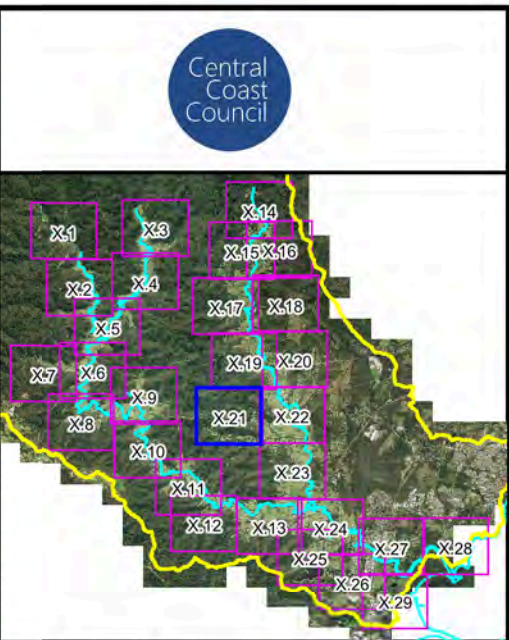 Central
Coast
Council
X.14
X.1
X.3
X.15
X.16
X.2
X.4
X.17
X.18
X.5
X.19
X.20
X.7
X.6
X.9
X.21
X.22
X.8
X.10
X.23
X.11
X.12
X.13
X.24
X.27
X.28
X.25
X.26
X.29